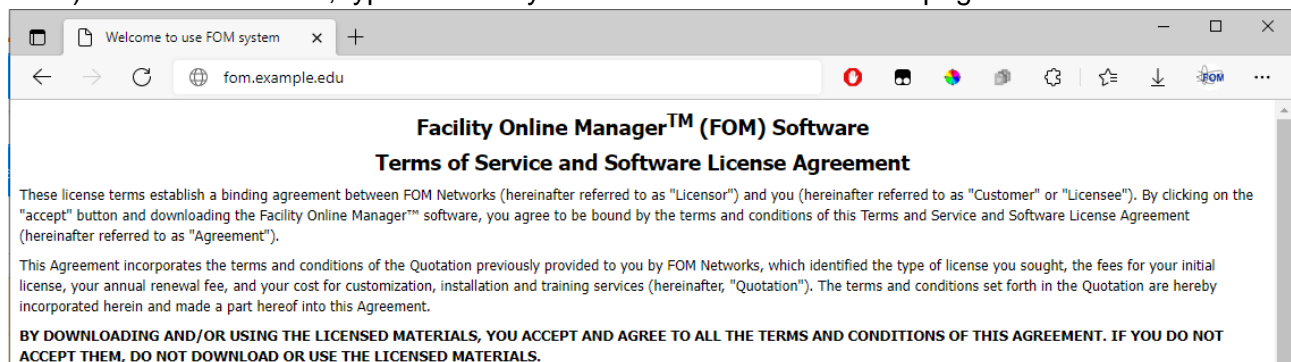 type
Welcome to use FOM system
fom.example.edu
FOM
Facility Online Manager™ (FOM) Software
Terms of Service and Software License Agreement
These license terms establish a binding agreement between FOM Networks (hereinafter referred to as "Licensor") and you (hereinafter referred to as "Customer" or "Licensee"). By clicking on the
"accept" button and downloading the Facility Online Manager™ software, you agree to be bound by the terms and conditions of this Terms and Service and Software License Agreement
(hereinafter referred to as "Agreement").
This Agreement incorporates the terms and conditions of the Quotation previously provided to you by FOM Networks, which identified the type of license you sought, the fees for your initial
license, your annual renewal fee, and your cost for customization, installation and training services (hereinafter, "Quotation"). The terms and conditions set forth in the Quotation are hereby
incorporated herein and made a part hereof into this Agreement.
BY DOWNLOADING AND/OR USING THE LICENSED MATERIALS, YOU ACCEPT AND AGREE TO ALL THE TERMS AND CONDITIONS OF THIS AGREEMENT. IF YOU DO NOT
ACCEPT THEM, DO NOT DOWNLOAD OR USE THE LICENSED MATERIALS.